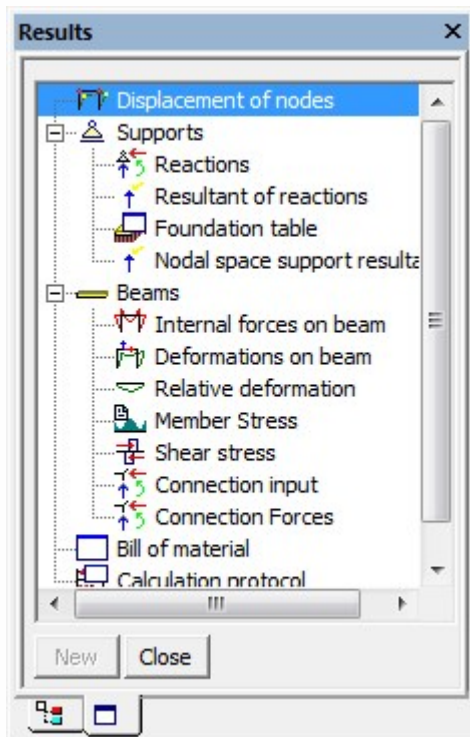 Results
Displacement of nodes
Supports
Reactions
Resultant of reactions
Foundation table
Nodal space support resulta
Beams
Internal forces on beam
Deformations on beam
Relative deformation
Member Stress
Shear stress
Connection input
Connection Forces
Bill of material
Calculation protocol
New Close